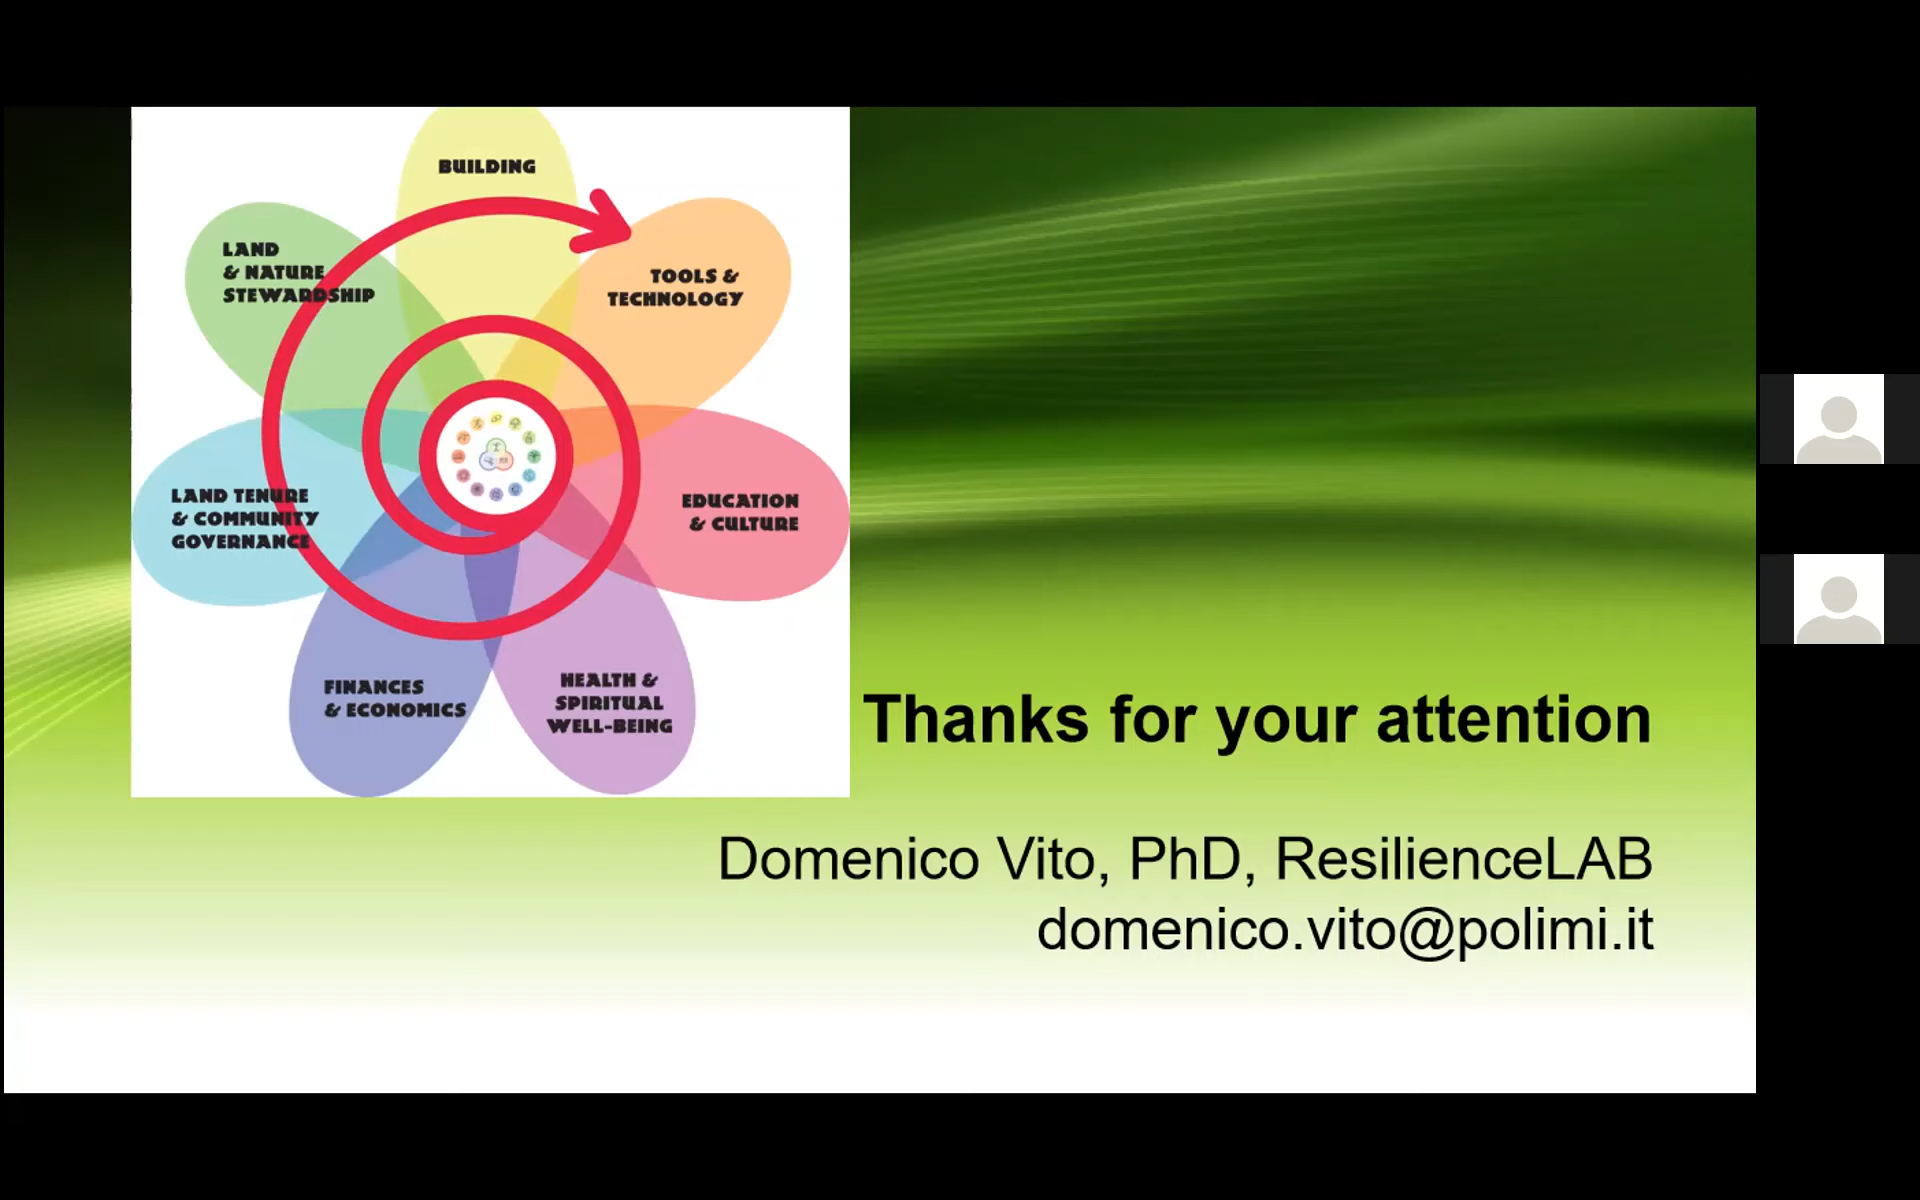 BUILDING
LAND
& NATURE
STEWARDSHIP
TOOLS &
TECHNOLOGY
LAND TENURE
& COMMUNITY
GOVERNANCE
EDUCATION
& CULTURE
FINANCES
& ECONOMICS
HEALTH &
SPIRITUAL
WELL-BEING
Thanks for your attention
Domenico Vito, PhD, ResilienceLAB
domenico.vito@polimi.it